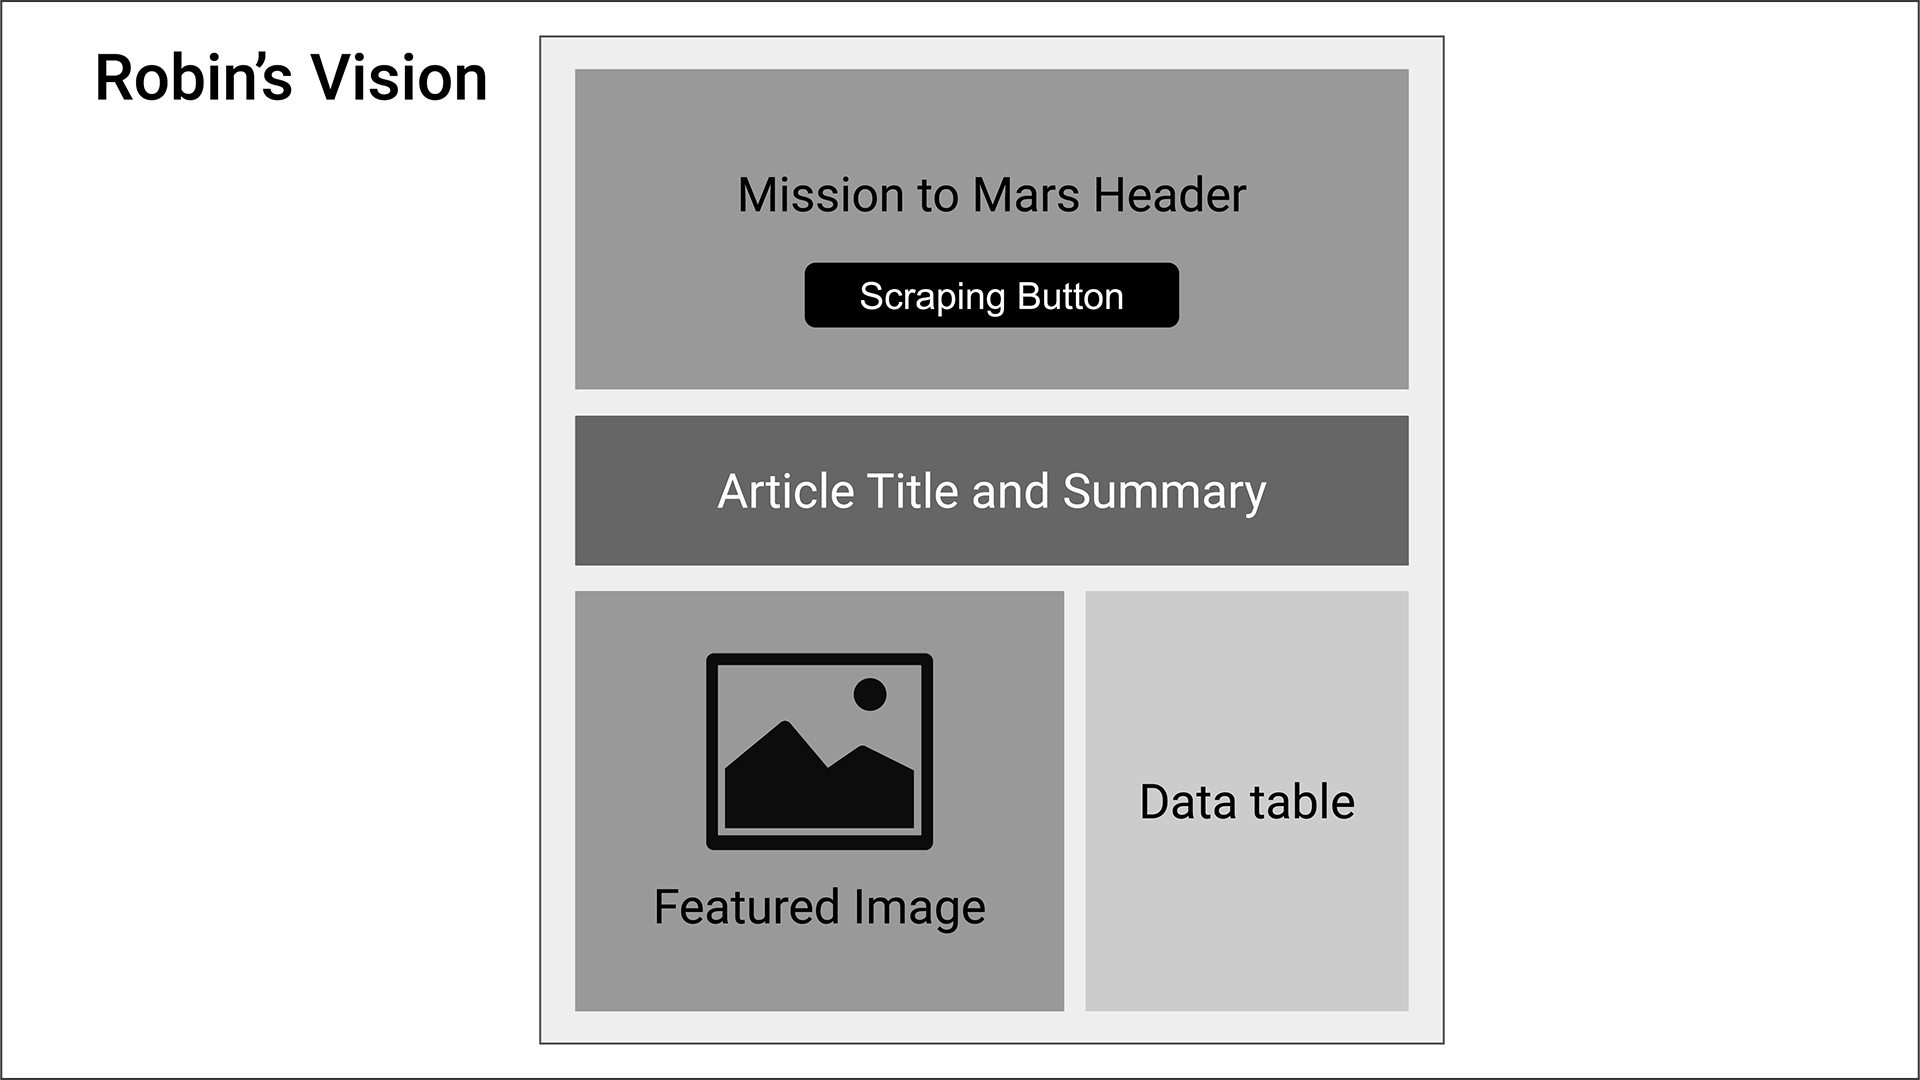 Robin’s Vision
Mission to Mars Header
Scraping Button
Article Title and Summary
Featured Image
Data table